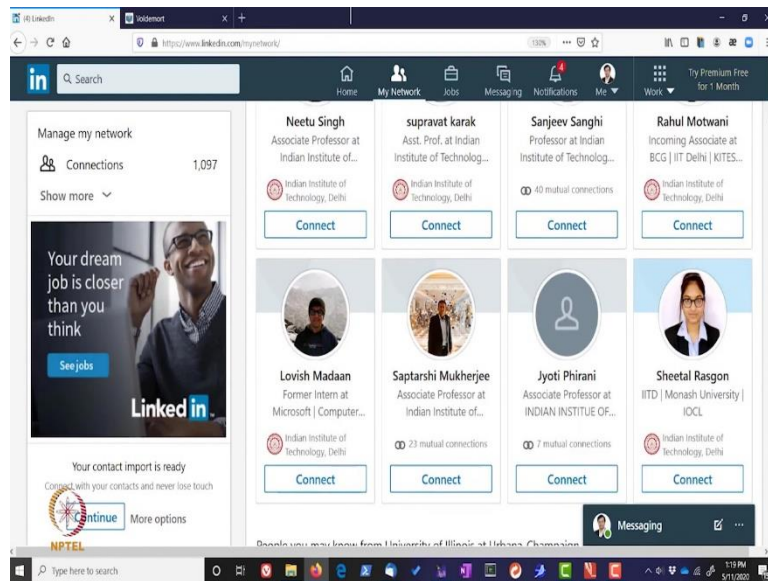 (4) LinkedIn
Voldemort
https://www.linkedin.com/mynetwork/
130%
in
Search
Home
My Network
Jobs
Messaging
4
Notifications
Me
Work
Try Premium Free
for 1 Month
Manage my network
Connections 1,097
Show more
Your dream
job is closer
than you
think
See jobs
Linked in
Your contact import is ready
Connect with your contacts and never lose touch
Continue More options
NPTEL
Neetu Singh
Associate Professor at
Indian Institute of...
Indian Institute of
Technology, Delhi
Connect
supravat karak
Asst. Prof. at Indian
Institute of Technolog...
Indian Institute of
Technology, Delhi
Connect
Sanjeev Sanghi
Professor at Indian
Institute of Technolog...
40 mutual connections
Connect
Rahul Motwani
Incoming Associate at
BCG | IIT Delhi | KITES...
Indian Institute of
Technology, Delhi
Connect
Lovish Madaan
Former Intern at
Microsoft | Computer...
Indian Institute of
Technology, Delhi
Connect
Saptarshi Mukherjee
Associate Professor at
Indian Institute of...
23 mutual connections
Connect
Jyoti Phirani
Associate Professor at
INDIAN INSTITUE OF...
7 mutual connections
Connect
Sheetal Rasgon
IITD | Monash University |
IOCL
Indian Institute of
Technology, Delhi
Connect
People you may know from University of Illinois at Urbana-Champaign
Messaging
Type here to search
1:19 PM
5/11/2020